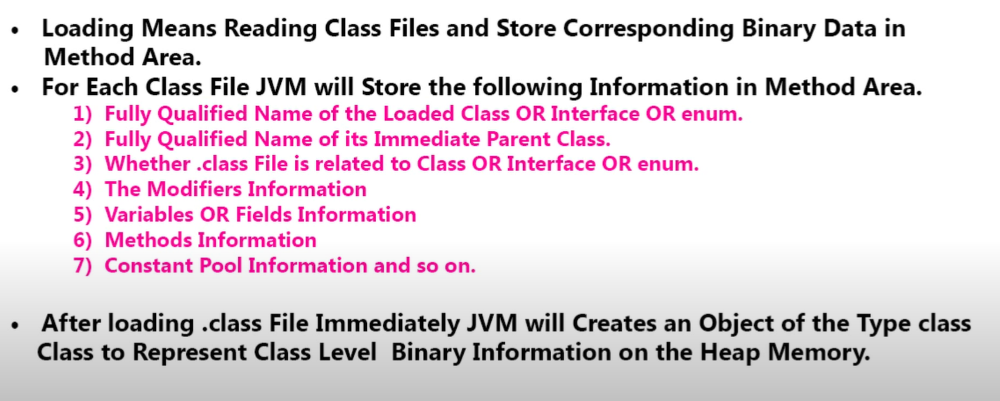 • Loading Means Reading Class Files and Store Corresponding Binary Data in
Method Area.
• For Each Class File JVM will Store the following Information in Method Area.
1) Fully Qualified Name of the Loaded Class OR Interface OR enum.
2) Fully Qualified Name of its Immediate Parent Class.
3) Whether .class File is related to Class OR Interface OR enum.
4) The Modifiers Information
5) Variables OR Fields Information
6) Methods Information
7) Constant Pool Information and so on.
• After loading .class File Immediately JVM will Creates an Object of the Type class
Class to Represent Class Level Binary Information on the Heap Memory.